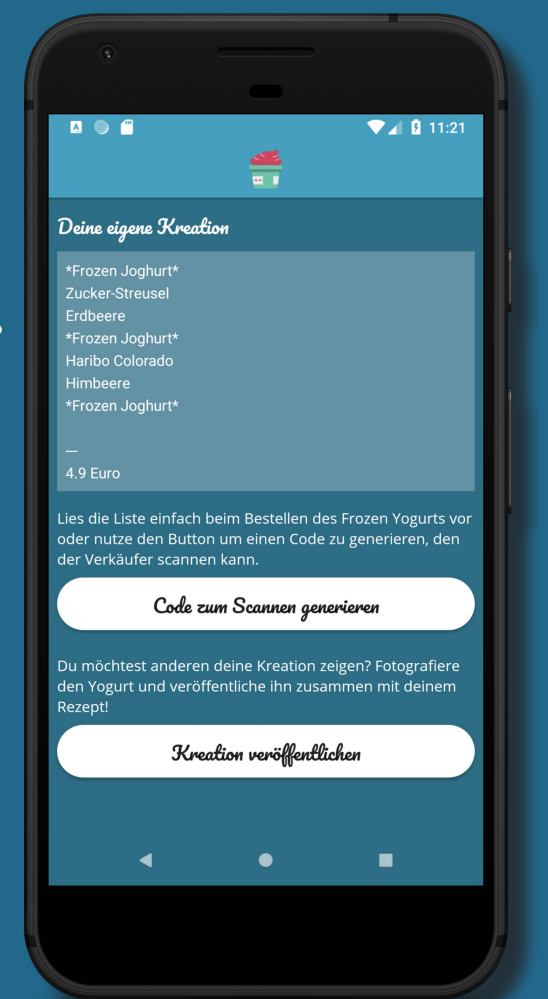 11:21
Deine eigene Kreation
*Frozen Joghurt*
Zucker-Streusel
Erdbeere
*Frozen Joghurt*
Haribo Colorado
Himbeere
*Frozen Joghurt*
---
4.9 Euro
Lies die Liste einfach beim Bestellen des Frozen Yogurts vor
oder nutze den Button um einen Code zu generieren, den
der Verkäufer scannen kann.
Code zum Scannen generieren
Du möchtest anderen deine Kreation zeigen? Fotografiere
den Yogurt und veröffentliche ihn zusammen mit deinem
Rezept!
Kreation veröffentlichen